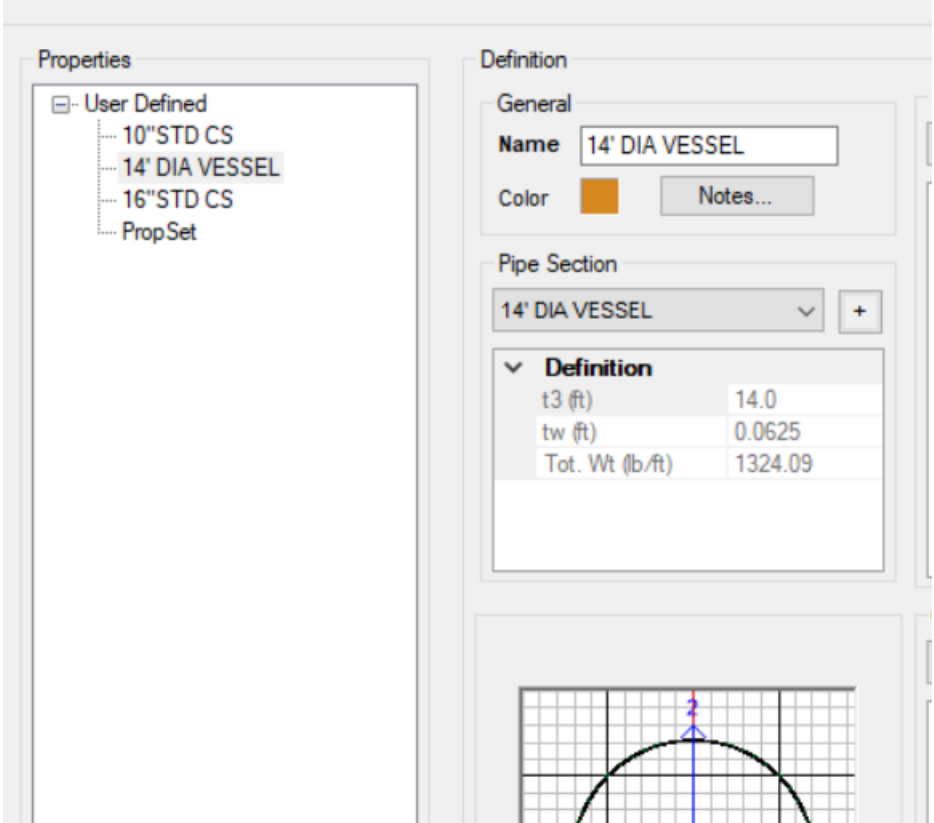 Properties
User Defined
10"STD CS
14' DIA VESSEL
16"STD CS
PropSet
Definition
General
Name 14' DIA VESSEL
Color Notes...
Pipe Section
14' DIA VESSEL +
Definition
t3 (ft) 14.0
tw (ft) 0.0625
Tot. Wt (lb/ft) 1324.09
2